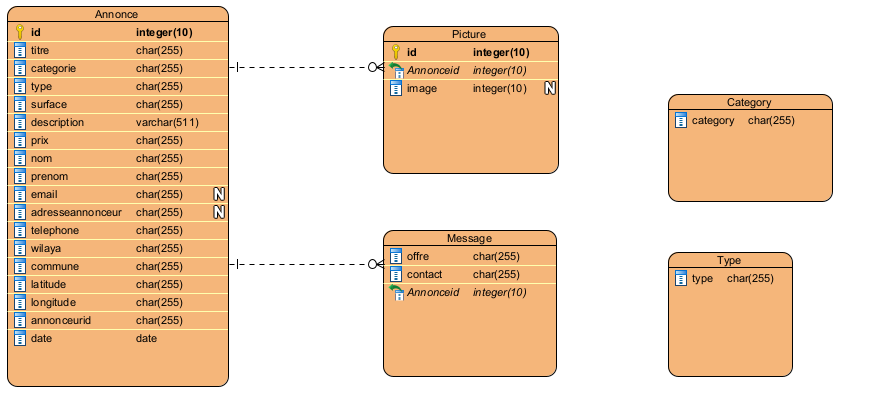 Annonce
id integer(10)
titre char(255)
categorie char(255)
type char(255)
surface char(255)
description varchar(511)
prix char(255)
nom char(255)
prenom char(255)
email char(255) N
adresseannonceur char(255) N
telephone char(255)
wilaya char(255)
commune char(255)
latitude char(255)
longitude char(255)
annonceurid char(255)
date date
Picture
id integer(10)
Annonceid integer(10)
image integer(10) N
Message
offre char(255)
contact char(255)
Annonceid integer(10)
Category
category char(255)
Type
type char(255)